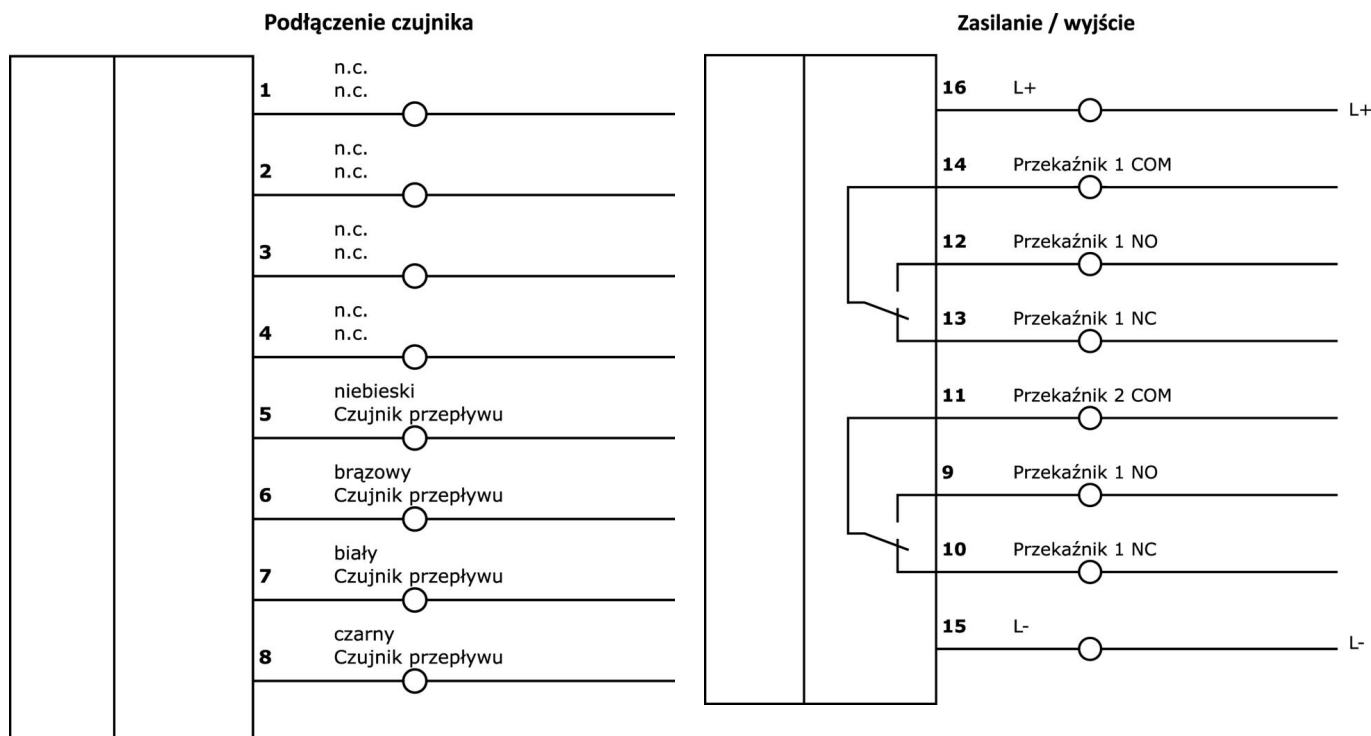 Podłączenie czujnika
n.c.
1 n.c.
n.c.
2 n.c.
n.c.
3 n.c.
n.c.
4 n.c.
niebieski
5 Czujnik przepływu
brązowy
6 Czujnik przepływu
biały
7 Czujnik przepływu
czarny
8 Czujnik przepływu
Zasilanie / wyjście
16 L+
L+
14 Przekaźnik 1 COM
12 Przekaźnik 1 NO
13 Przekaźnik 1 NC
11 Przekaźnik 2 COM
9 Przekaźnik 1 NO
10 Przekaźnik 1 NC
15 L-
L-